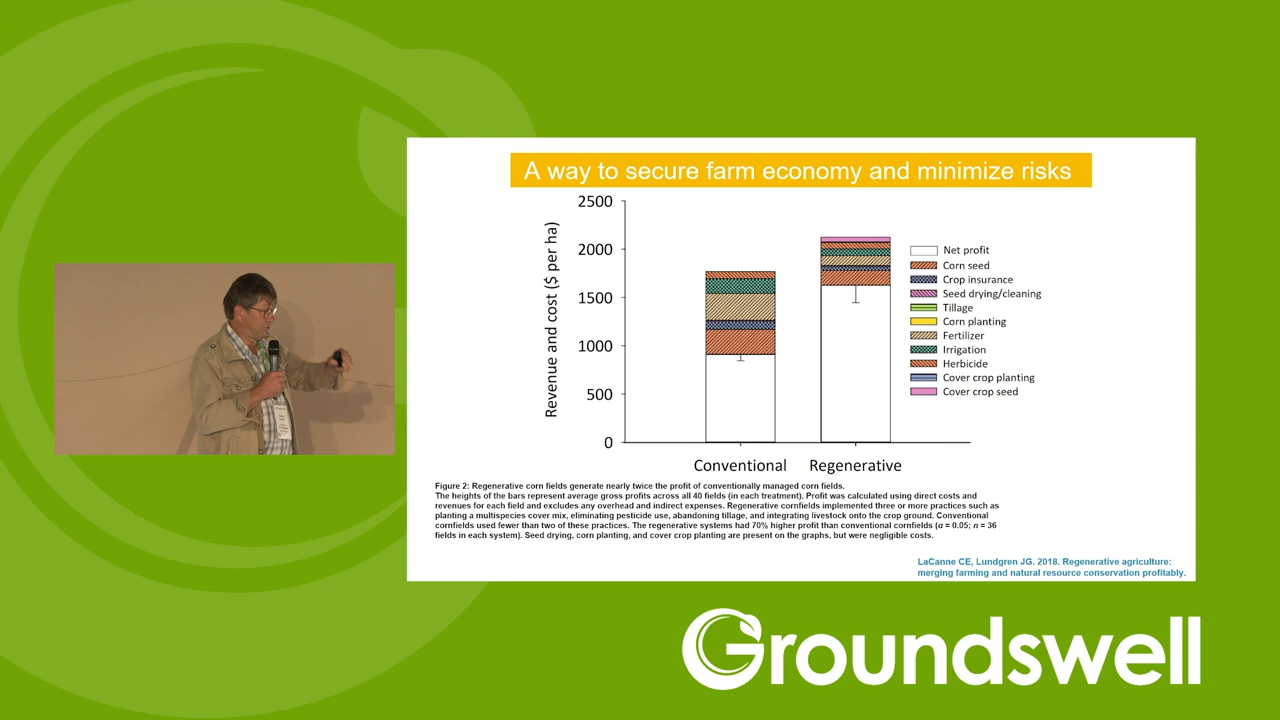 A way to secure farm economy and minimize risks
Revenue and cost ($ per ha)
2500
2000
1500
1000
500
0
Conventional
Regenerative
Net profit
Corn seed
Crop insurance
Seed drying/cleaning
Tillage
Corn planting
Fertilizer
Irrigation
Herbicide
Cover crop planting
Cover crop seed
Figure 2: Regenerative corn fields generate nearly twice the profit of conventionally managed corn fields.
The heights of the bars represent average gross profits across all 40 fields (in each treatment). Profit was calculated using direct costs and
revenues for each field and excludes any overhead and indirect expenses. Regenerative cornfields implemented three or more practices such as
planting a multispecies cover mix, eliminating pesticide use, abandoning tillage, and integrating livestock onto the crop ground. Conventional
cornfields used fewer than two of these practices. The regenerative systems had 70% higher profit than conventional cornfields (α = 0.05; n = 36
fields in each system). Seed drying, corn planting, and cover crop planting are present on the graphs, but were negligible costs.
LaCanne CE, Lundgren JG. 2018. Regenerative agriculture:
merging farming and natural resource conservation profitably.
Groundswell